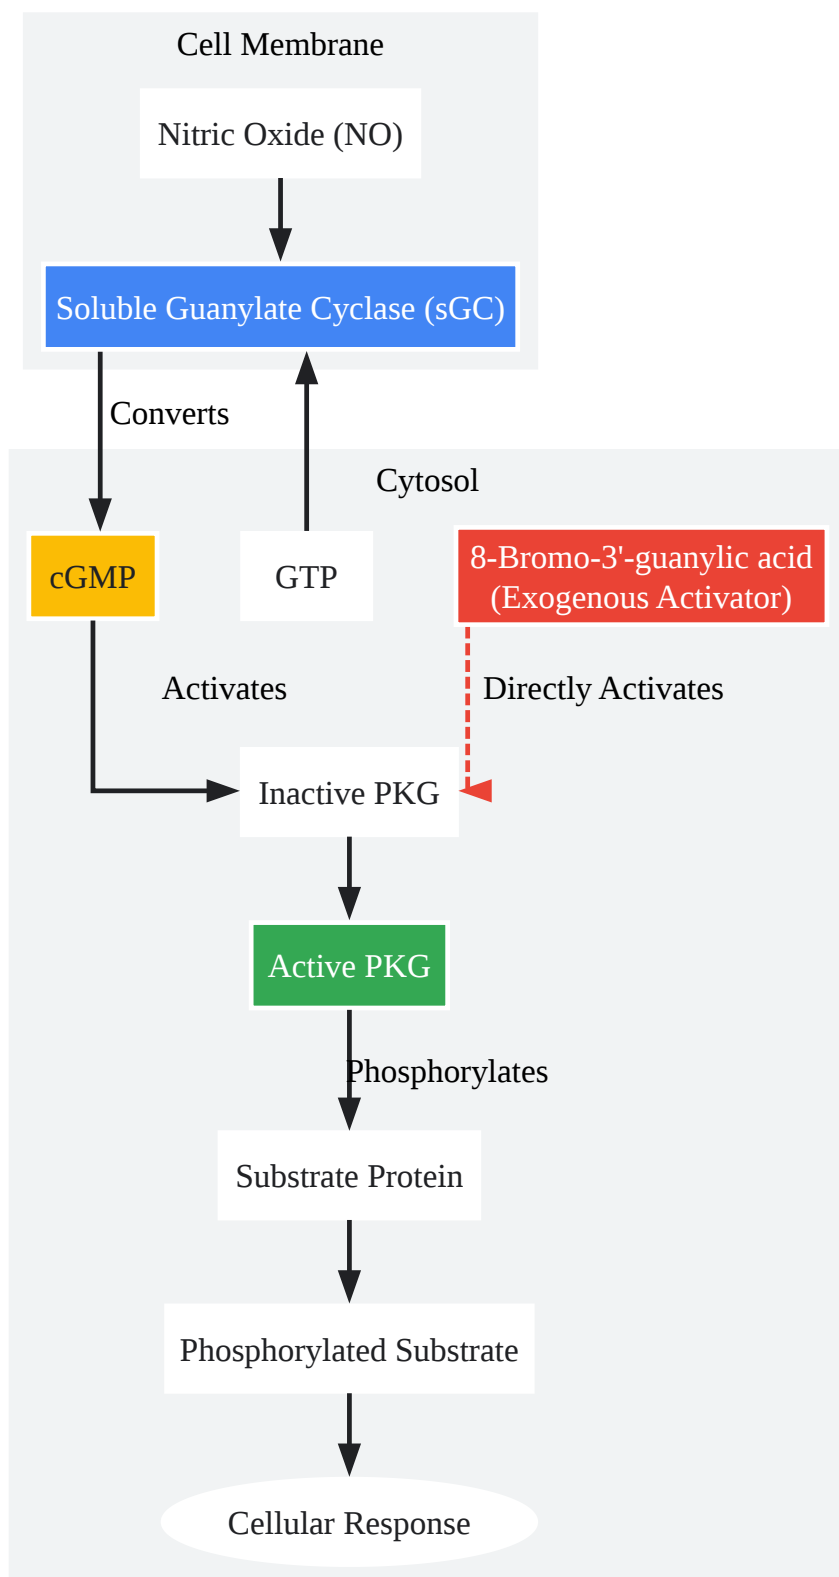 Cell Membrane
Nitric Oxide (NO)
Soluble Guanylate Cyclase (sGC)
Converts
Cytosol
cGMP
GTP
8-Bromo-3'-guanylic acid
(Exogenous Activator)
Activates
Directly Activates
Inactive PKG
Active PKG
Phosphorylates
Substrate Protein
Phosphorylated Substrate
Cellular Response